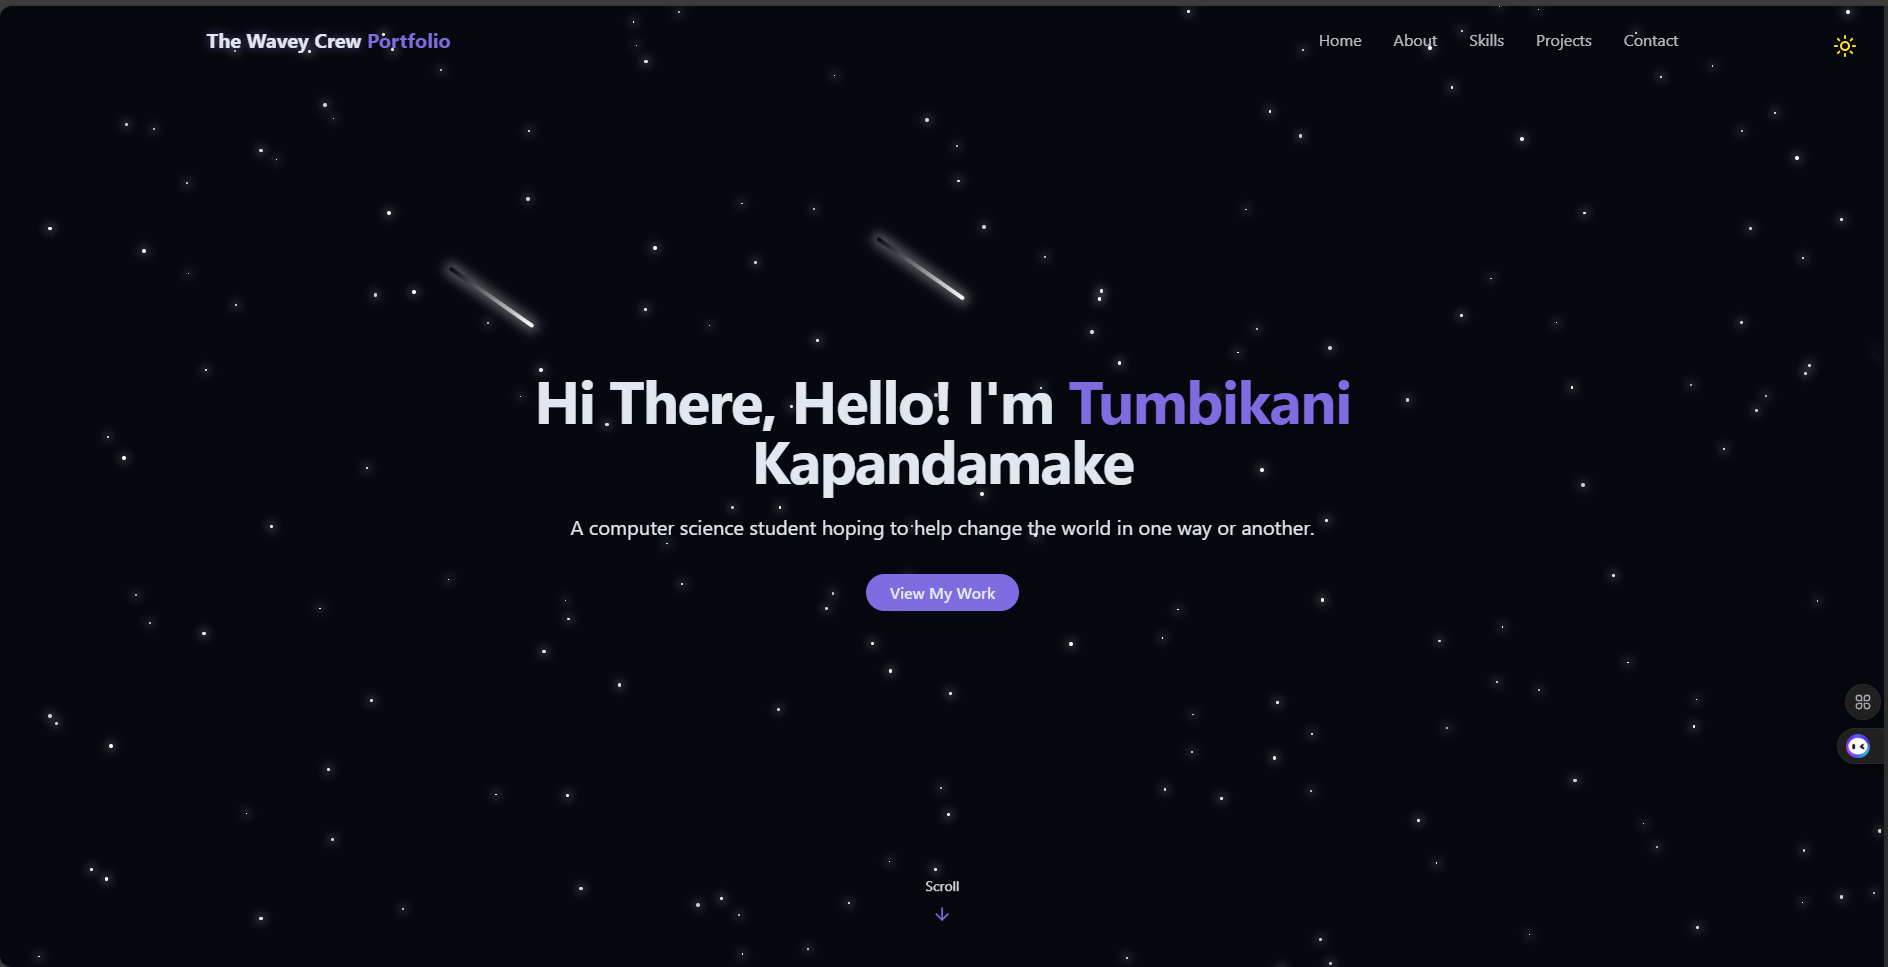 The Wavey Crew Portfolio
Home About Skills Projects Contact
Hi There, Hello! I'm Tumbikani
Kapandamake
A computer science student hoping to help change the world in one way or another.
View My Work
Scroll